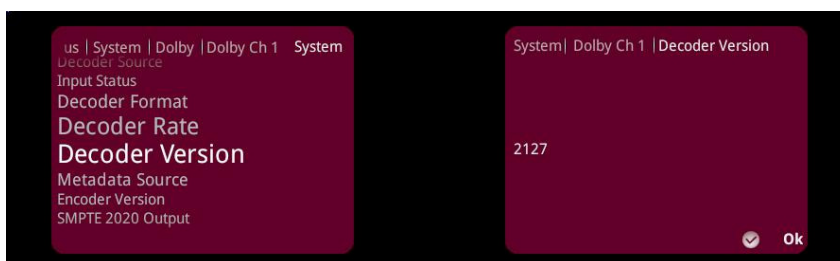 us | System | Dolby | Dolby Ch 1 System
Decoder Source
Input Status
Decoder Format
Decoder Rate
Decoder Version
Metadata Source
Encoder Version
SMPTE 2020 Output
System| Dolby Ch 1 | Decoder Version
2127
Ok